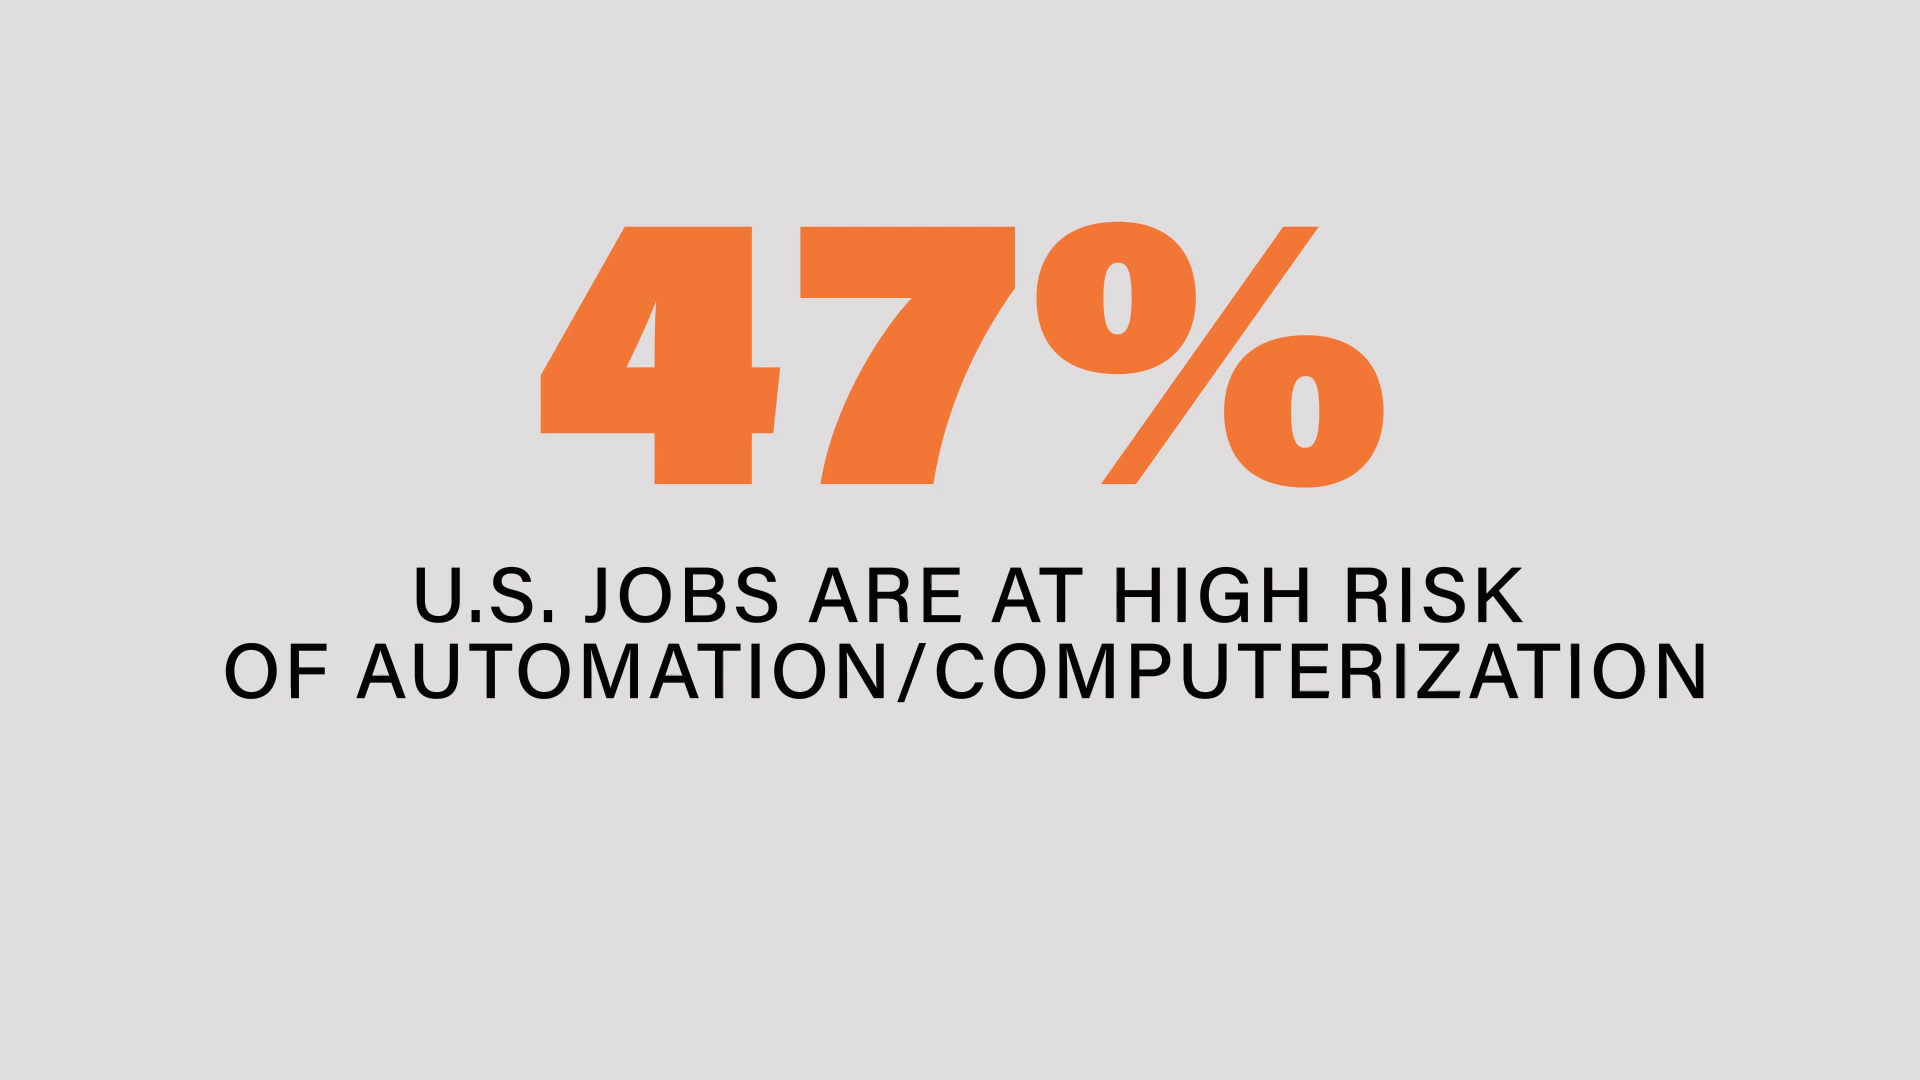 47%
U.S. JOBS ARE AT HIGH RISK
OF AUTOMATION/COMPUTERIZATION